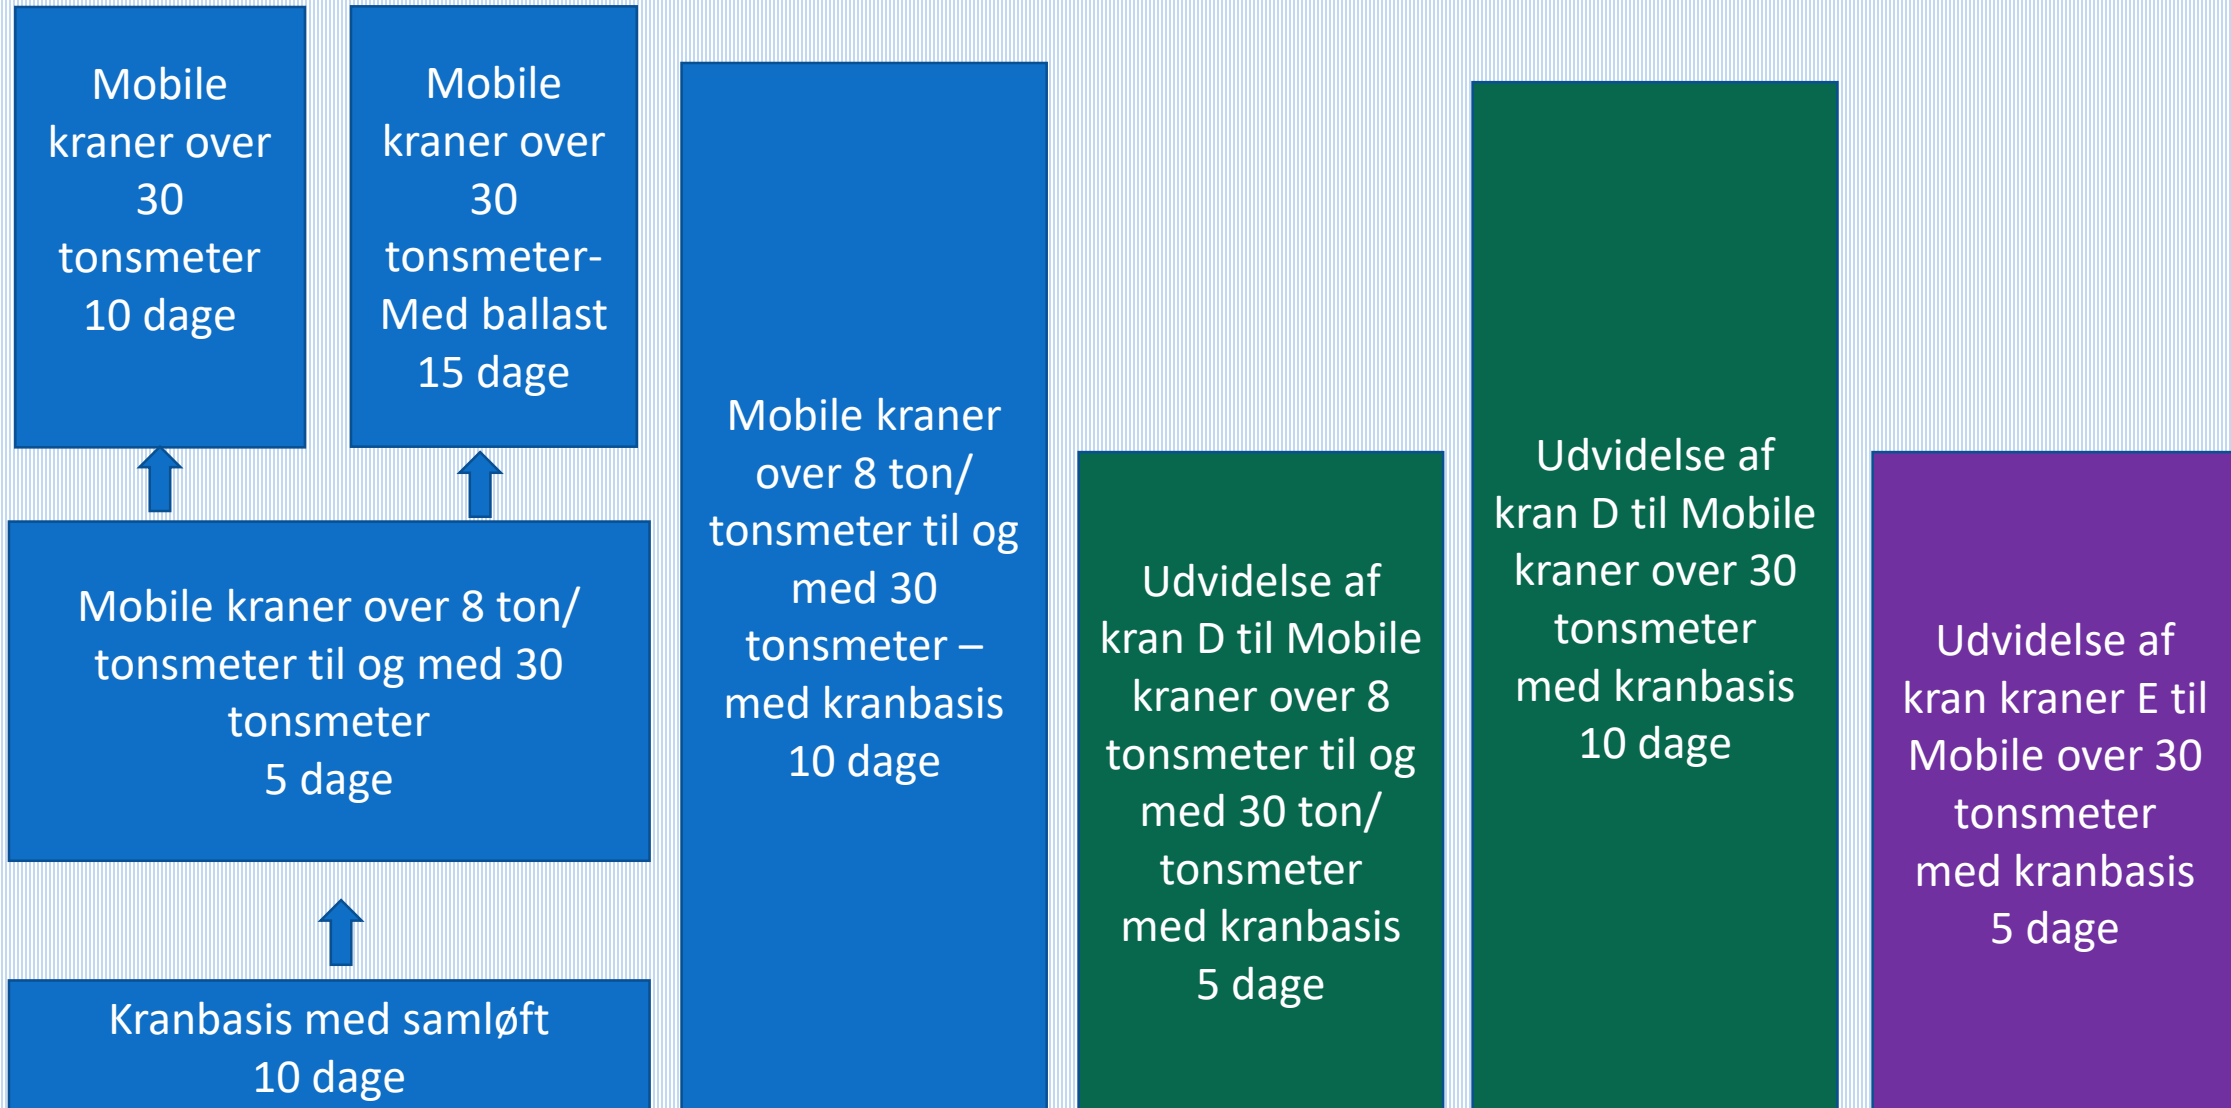 Mobile
kraner over
30
tonsmeter
10 dage
Mobile
kraner over
30
tonsmeter-
Med ballast
15 dage
Mobile kraner over 8 ton/
tonsmeter til og med 30
tonsmeter
5 dage
Kranbasis med samløft
10 dage
Mobile kraner
over 8 ton/
tonsmeter til og
med 30
tonsmeter –
med kranbasis
10 dage
Udvidelse af
kran D til Mobile
kraner over 8
tonsmeter til og
med 30 ton/
tonsmeter
med kranbasis
5 dage
Udvidelse af
kran D til Mobile
kraner over 30
tonsmeter
med kranbasis
10 dage
Udvidelse af
kran kraner E til
Mobile over 30
tonsmeter
med kranbasis
5 dage